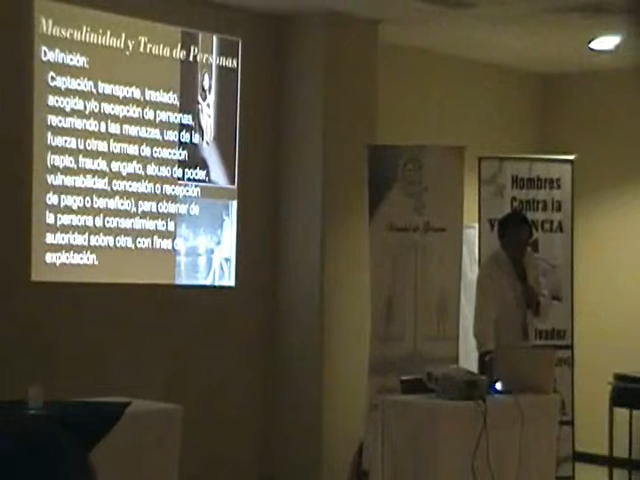 Masculinidad y Trata de Personas
Definición:
Captación, transporte, traslado,
acogida y/o recepción de personas,
recurriendo a las menazas, uso de la
fuerza u otras formas de coacción
(rapto, fraude, engaño, abuso de poder,
vulnerabilidad, concesión o recepción
de pago o beneficio), para obtener de
la persona el consentimiento la
autoridad sobre otra, con fines de
explotación.
Hombres
Contra la